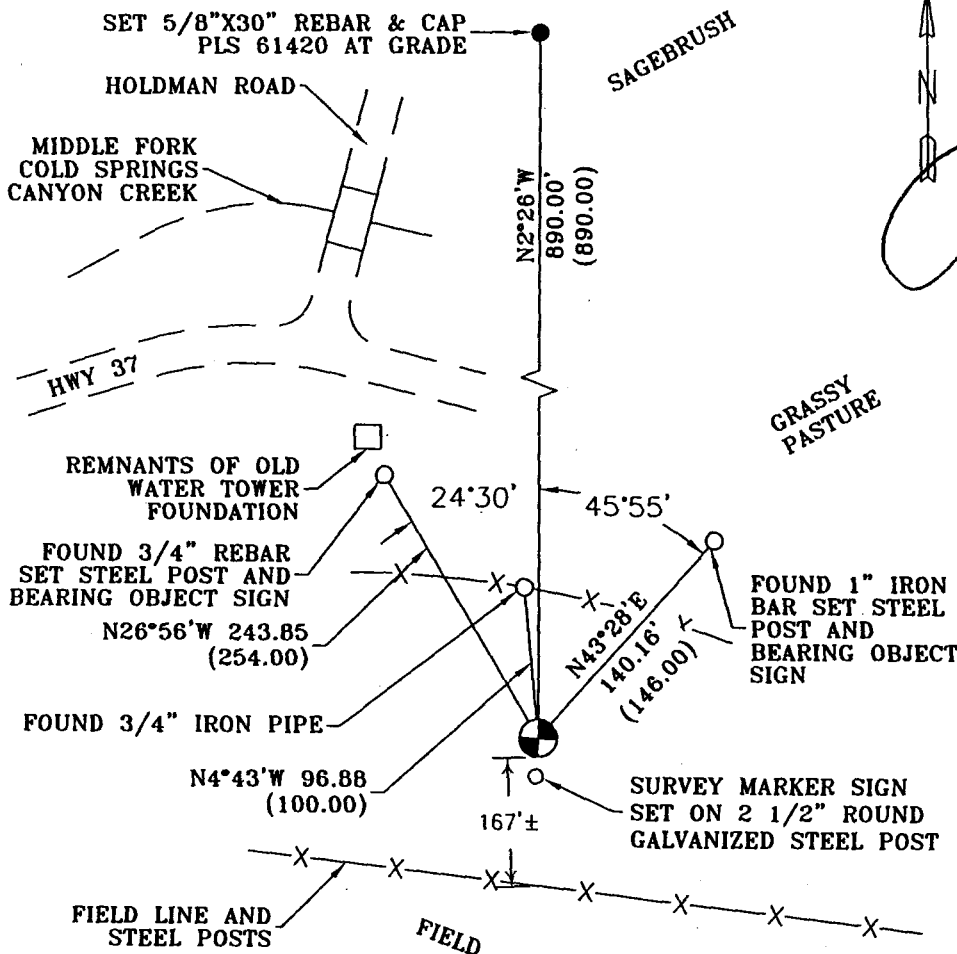 SET 5/8"X30" REBAR & CAP
PLS 61420 AT GRADE
SAGEBRUSH
N
HOLDMAN ROAD
MIDDLE FORK
COLD SPRINGS
CANYON CREEK
N2°26'W
890.00'
(890.00)
HWY 37
GRASSY
PASTURE
REMNANTS OF OLD
WATER TOWER
FOUNDATION
24°30'
45°55'
FOUND 3/4" REBAR
SET STEEL POST AND
BEARING OBJECT SIGN
N26°56'W 243.85
(254.00)
N43°28'E
140.16'
(146.00)
FOUND 1" IRON
BAR SET STEEL
POST AND
BEARING OBJECT
SIGN
FOUND 3/4" IRON PIPE
N4°43'W 96.88
(100.00)
167'±
SURVEY MARKER SIGN
SET ON 2 1/2" ROUND
GALVANIZED STEEL POST
FIELD LINE AND
STEEL POSTS
FIELD